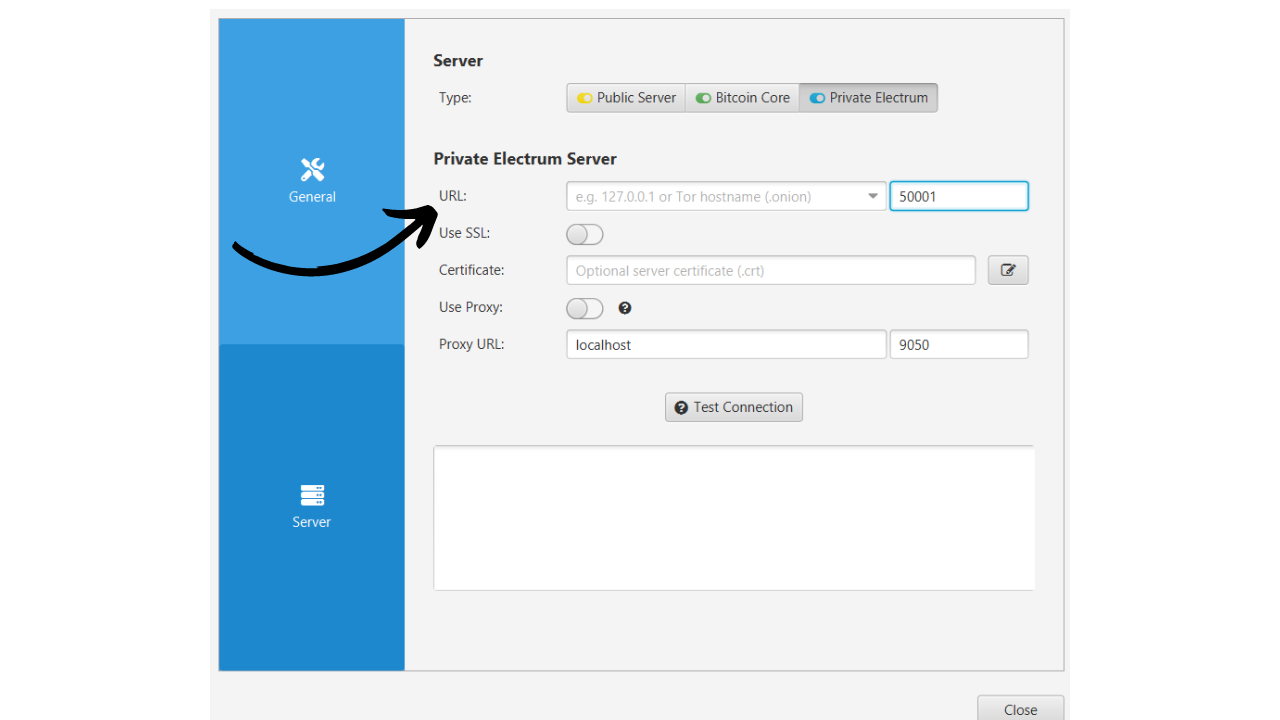 General
Server
Server
Type:
Public Server
Bitcoin Core
Private Electrum
Private Electrum Server
URL:
e.g. 127.0.0.1 or Tor hostname (.onion)
50001
Use SSL:
Certificate:
Optional server certificate (.crt)
Use Proxy:
Proxy URL:
localhost
9050
Test Connection
Close